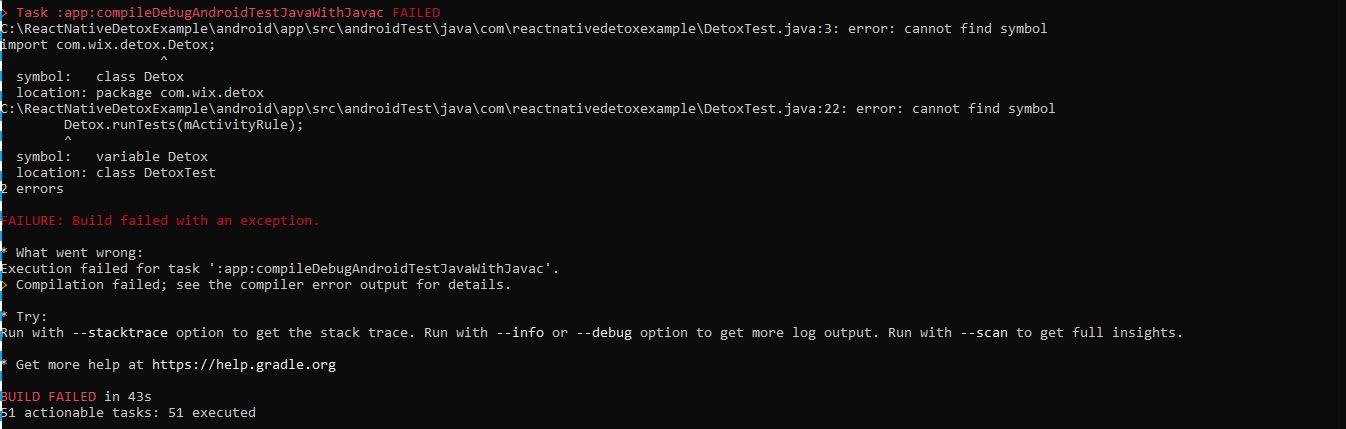 > Task :app:compileDebugAndroidTestJavaWithJavac FAILED
C:\ReactNativeDetoxExample\android\app\src\androidTest\java\com\reactnativedetoxexample\DetoxTest.java:3: error: cannot find symbol
import com.wix.detox.Detox;
^
symbol:   class Detox
location: package com.wix.detox
C:\ReactNativeDetoxExample\android\app\src\androidTest\java\com\reactnativedetoxexample\DetoxTest.java:22: error: cannot find symbol
Detox.runTests(mActivityRule);
^
symbol:   variable Detox
location: class DetoxTest
2 errors
FAILURE: Build failed with an exception.
* What went wrong:
Execution failed for task ':app:compileDebugAndroidTestJavaWithJavac'.
> Compilation failed; see the compiler error output for details.
* Try:
Run with --stacktrace option to get the stack trace. Run with --info or --debug option to get more log output. Run with --scan to get full insights.
* Get more help at https://help.gradle.org
BUILD FAILED in 43s
51 actionable tasks: 51 executed